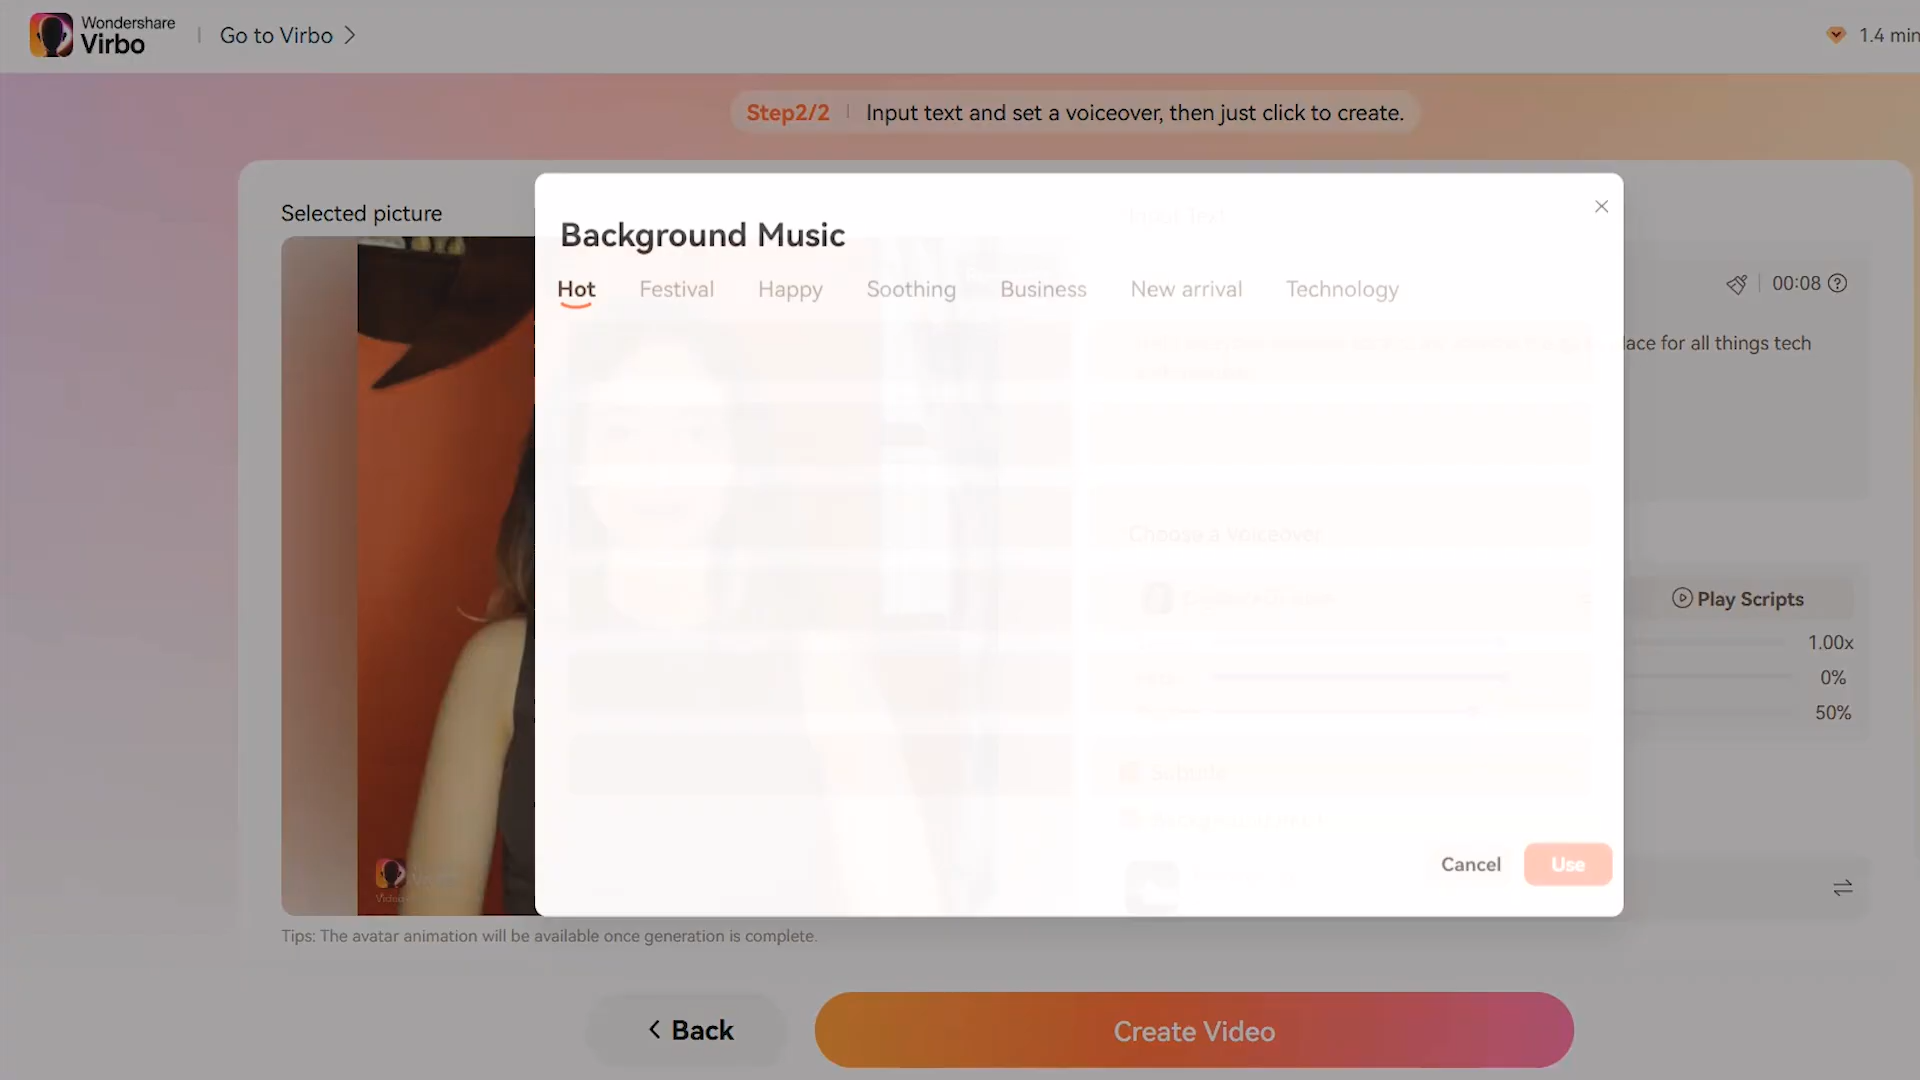 Wondershare
Virbo
Go to Virbo
1.4 min
Step2/2
Input text and set a voiceover, then just click to create.
Selected picture
Background Music
Hot
Festival
Happy
Soothing
Business
New arrival
Technology
00:08
lace for all things tech
Choose a Voiceover
Play Scripts
1.00x
0%
50%
Subtitle
Cancel
Use
Tips: The avatar animation will be available once generation is complete.
Back
Create Video